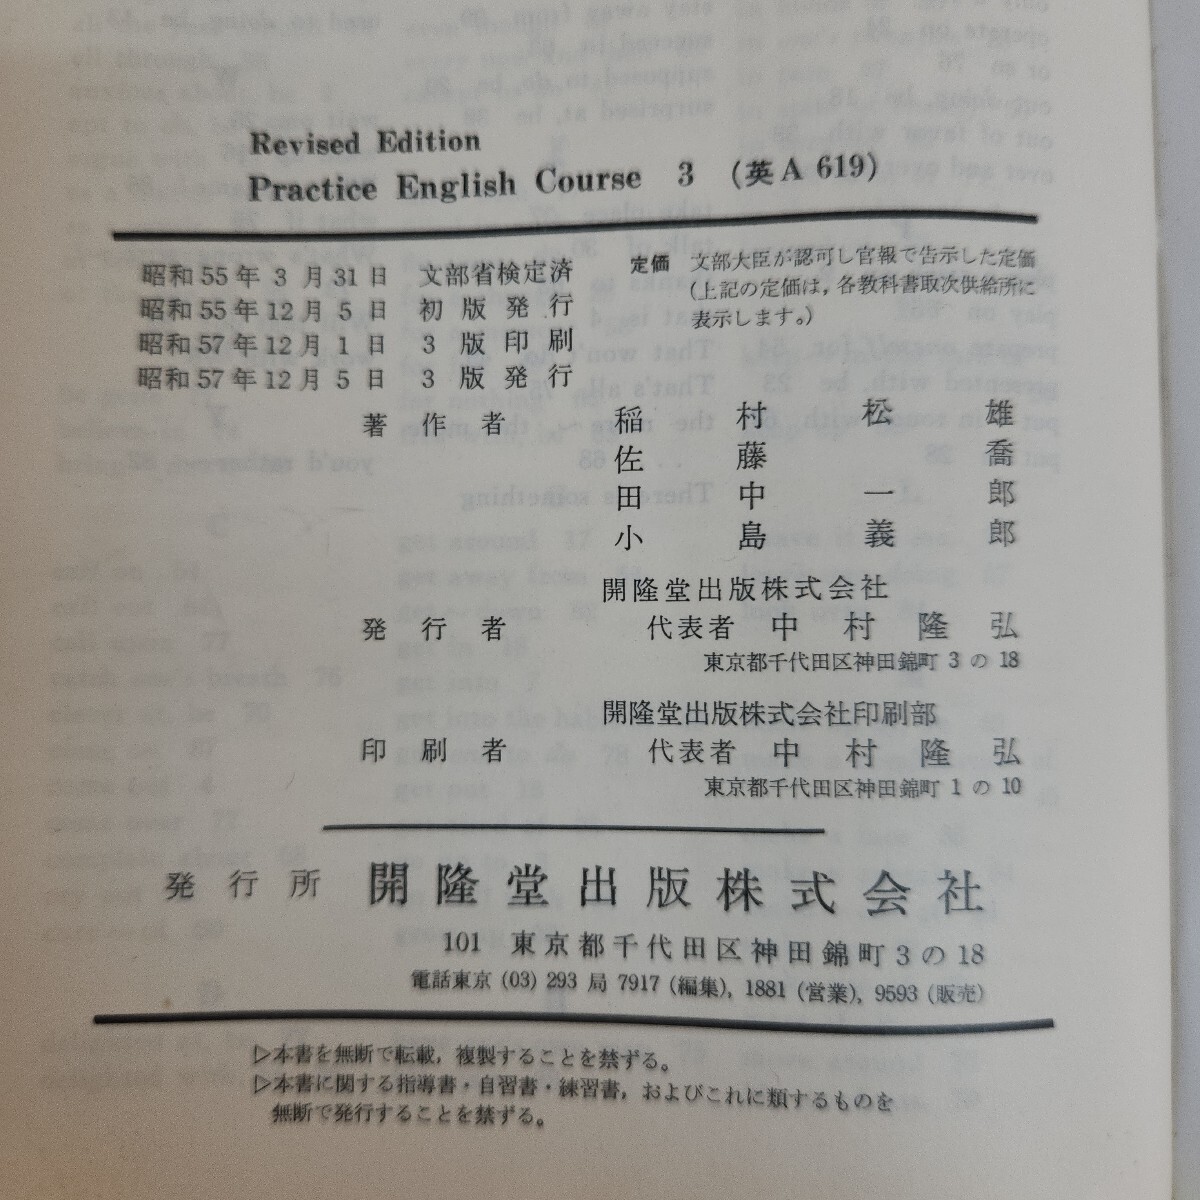 Revised Edition
Practice English Course 3 (英A 619)
昭和55年3月31日 文部省検定済
昭和55年12月5日 初版発行
昭和57年12月1日 3版印刷
昭和57年12月5日 3版発行
定価 文部大臣が認可し官報で告示した定価
(上記の定価は,各教科書取次供給所に
表示します。)
著作者 稲村松雄
佐藤喬
田中一郎
小島義郎
開隆堂出版株式会社
発行者 代表者 中村隆弘
東京都千代田区神田錦町3の18
開隆堂出版株式会社印刷部
印刷者 代表者 中村隆弘
東京都千代田区神田錦町1の10
発行所 開隆堂出版株式会社
101 東京都千代田区神田錦町3の18
電話東京 (03) 293 局 7917 (編集), 1881 (営業), 9593 (販売)
▷本書を無断で転載,複製することを禁ずる。
▷本書に関する指導書・自習書・練習書,およびこれに類するものを
無断で発行することを禁ずる。